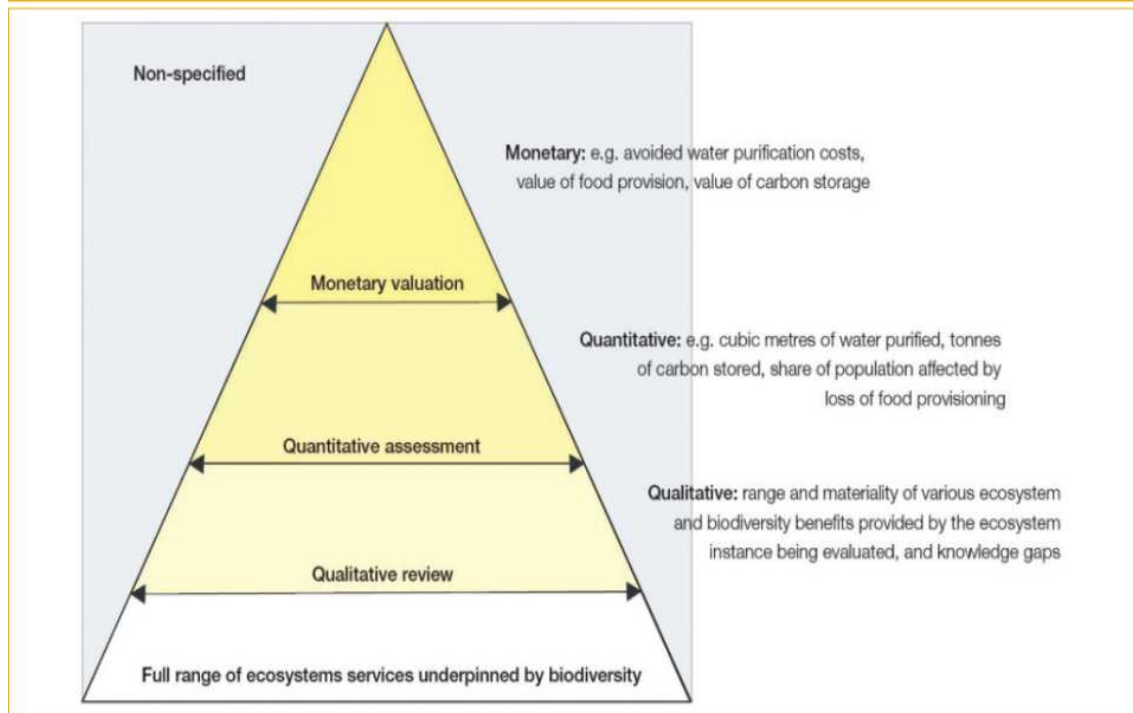 Non-specified
Monetary: e.g. avoided water purification costs,
value of food provision, value of carbon storage
Monetary valuation
Quantitative: e.g. cubic metres of water purified, tonnes
of carbon stored, share of population affected by
loss of food provisioning
Quantitative assessment
Qualitative: range and materiality of various ecosystem
and biodiversity benefits provided by the ecosystem
instance being evaluated, and knowledge gaps
Qualitative review
Full range of ecosystems services underpinned by biodiversity